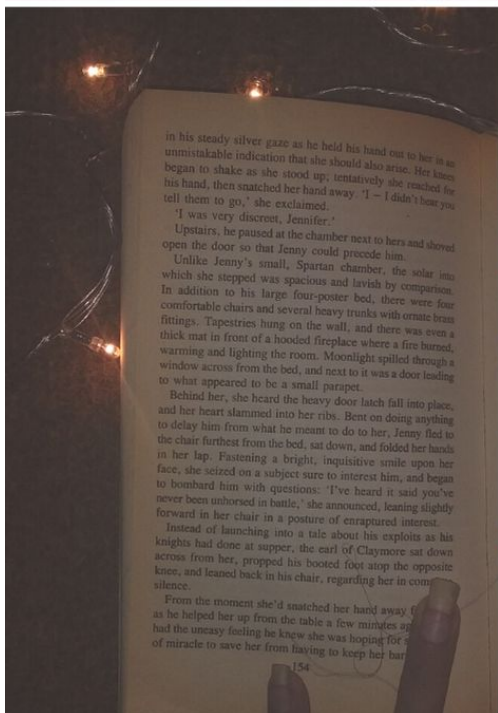 in his steady silver gaze as he held his hand out to her in an
unmistakable indication that she should also arise. Her knees
began to shake as she stood up; tentatively she reached for
his hand, then snatched her hand away. 'I – I didn't hear you
tell them to go,' she exclaimed.
'I was very discreet, Jennifer.'
Upstairs, he paused at the chamber next to hers and shoved
open the door so that Jenny could precede him.
Unlike Jenny's small, Spartan chamber, the solar into
which she stepped was spacious and lavish by comparison.
In addition to his large four-poster bed, there were four
comfortable chairs and several heavy trunks with ornate brass
fittings. Tapestries hung on the wall, and there was even a
thick mat in front of a hooded fireplace where a fire burned,
warming and lighting the room. Moonlight spilled through a
window across from the bed, and next to it was a door leading
to what appeared to be a small parapet.
Behind her, she heard the heavy door latch fall into place,
and her heart slammed into her ribs. Bent on doing anything
to delay him from what he meant to do to her, Jenny fled to
the chair furthest from the bed, sat down, and folded her hands
in her lap. Fastening a bright, inquisitive smile upon her
face, she seized on a subject sure to interest him, and began
to bombard him with questions: 'I've heard it said you've
never been unhorsed in battle,' she announced, leaning slightly
forward in her chair in a posture of enraptured interest.
Instead of launching into a tale about his exploits as his
knights had done at supper, the earl of Claymore sat down
across from her, propped his booted foot atop the opposite
knee, and leaned back in his chair, regarding her in
silence.
From the moment she'd snatched her hand away
as he helped her up from the table a few minutes
had the uneasy feeling he knew she was hoping for
of miracle to save her from having to keep her
154